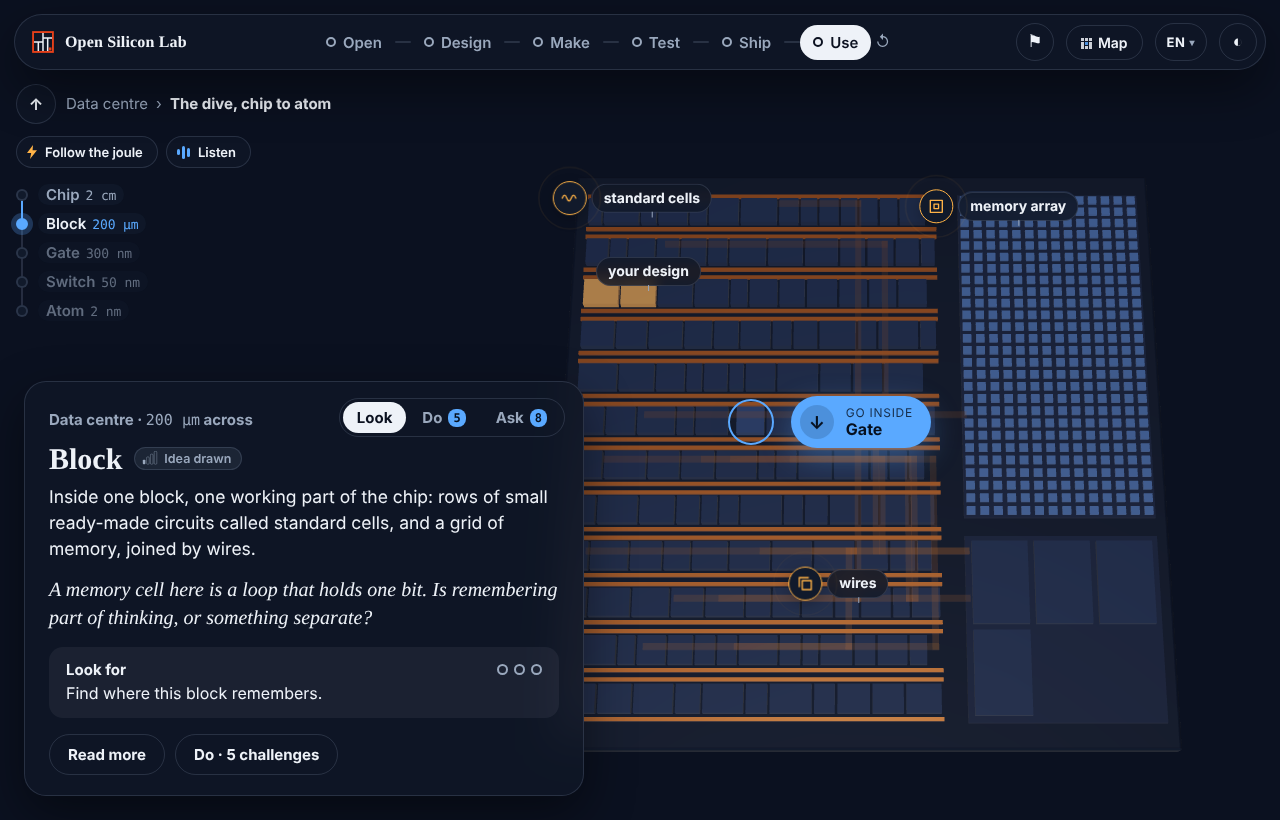 Open Silicon Lab
Open
Design
Make
Test
Ship
Use
Map
EN
Data centre › The dive, chip to atom
Follow the joule
Listen
Chip 2 cm
Block 200 µm
Gate 300 nm
Switch 50 nm
Atom 2 nm
standard cells
memory array
your design
GO INSIDE
Gate
wires
Data centre · 200 µm across
Look
Do 5
Ask 8
Block
Idea drawn
Inside one block, one working part of the chip: rows of small
ready-made circuits called standard cells, and a grid of
memory, joined by wires.
A memory cell here is a loop that holds one bit. Is remembering
part of thinking, or something separate?
Look for
Find where this block remembers.
Read more
Do · 5 challenges